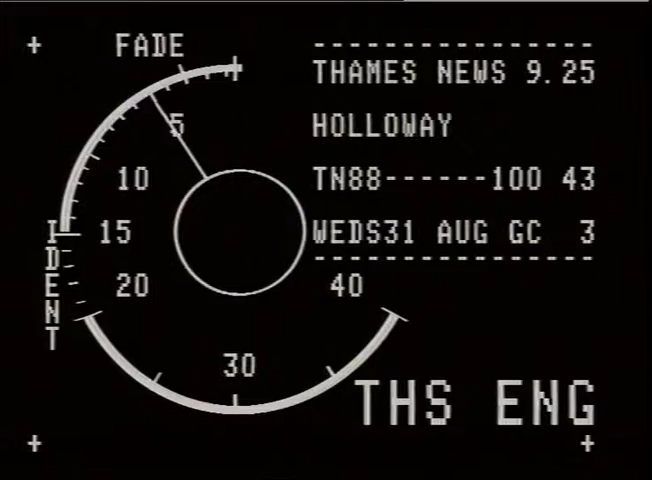 FADE
----------------
THAMES NEWS 9.25
HOLLOWAY
TN88------100 43
WEDS31 AUG GC 3
----------------
5
10
15
20
30
40
IDENT
THS ENG